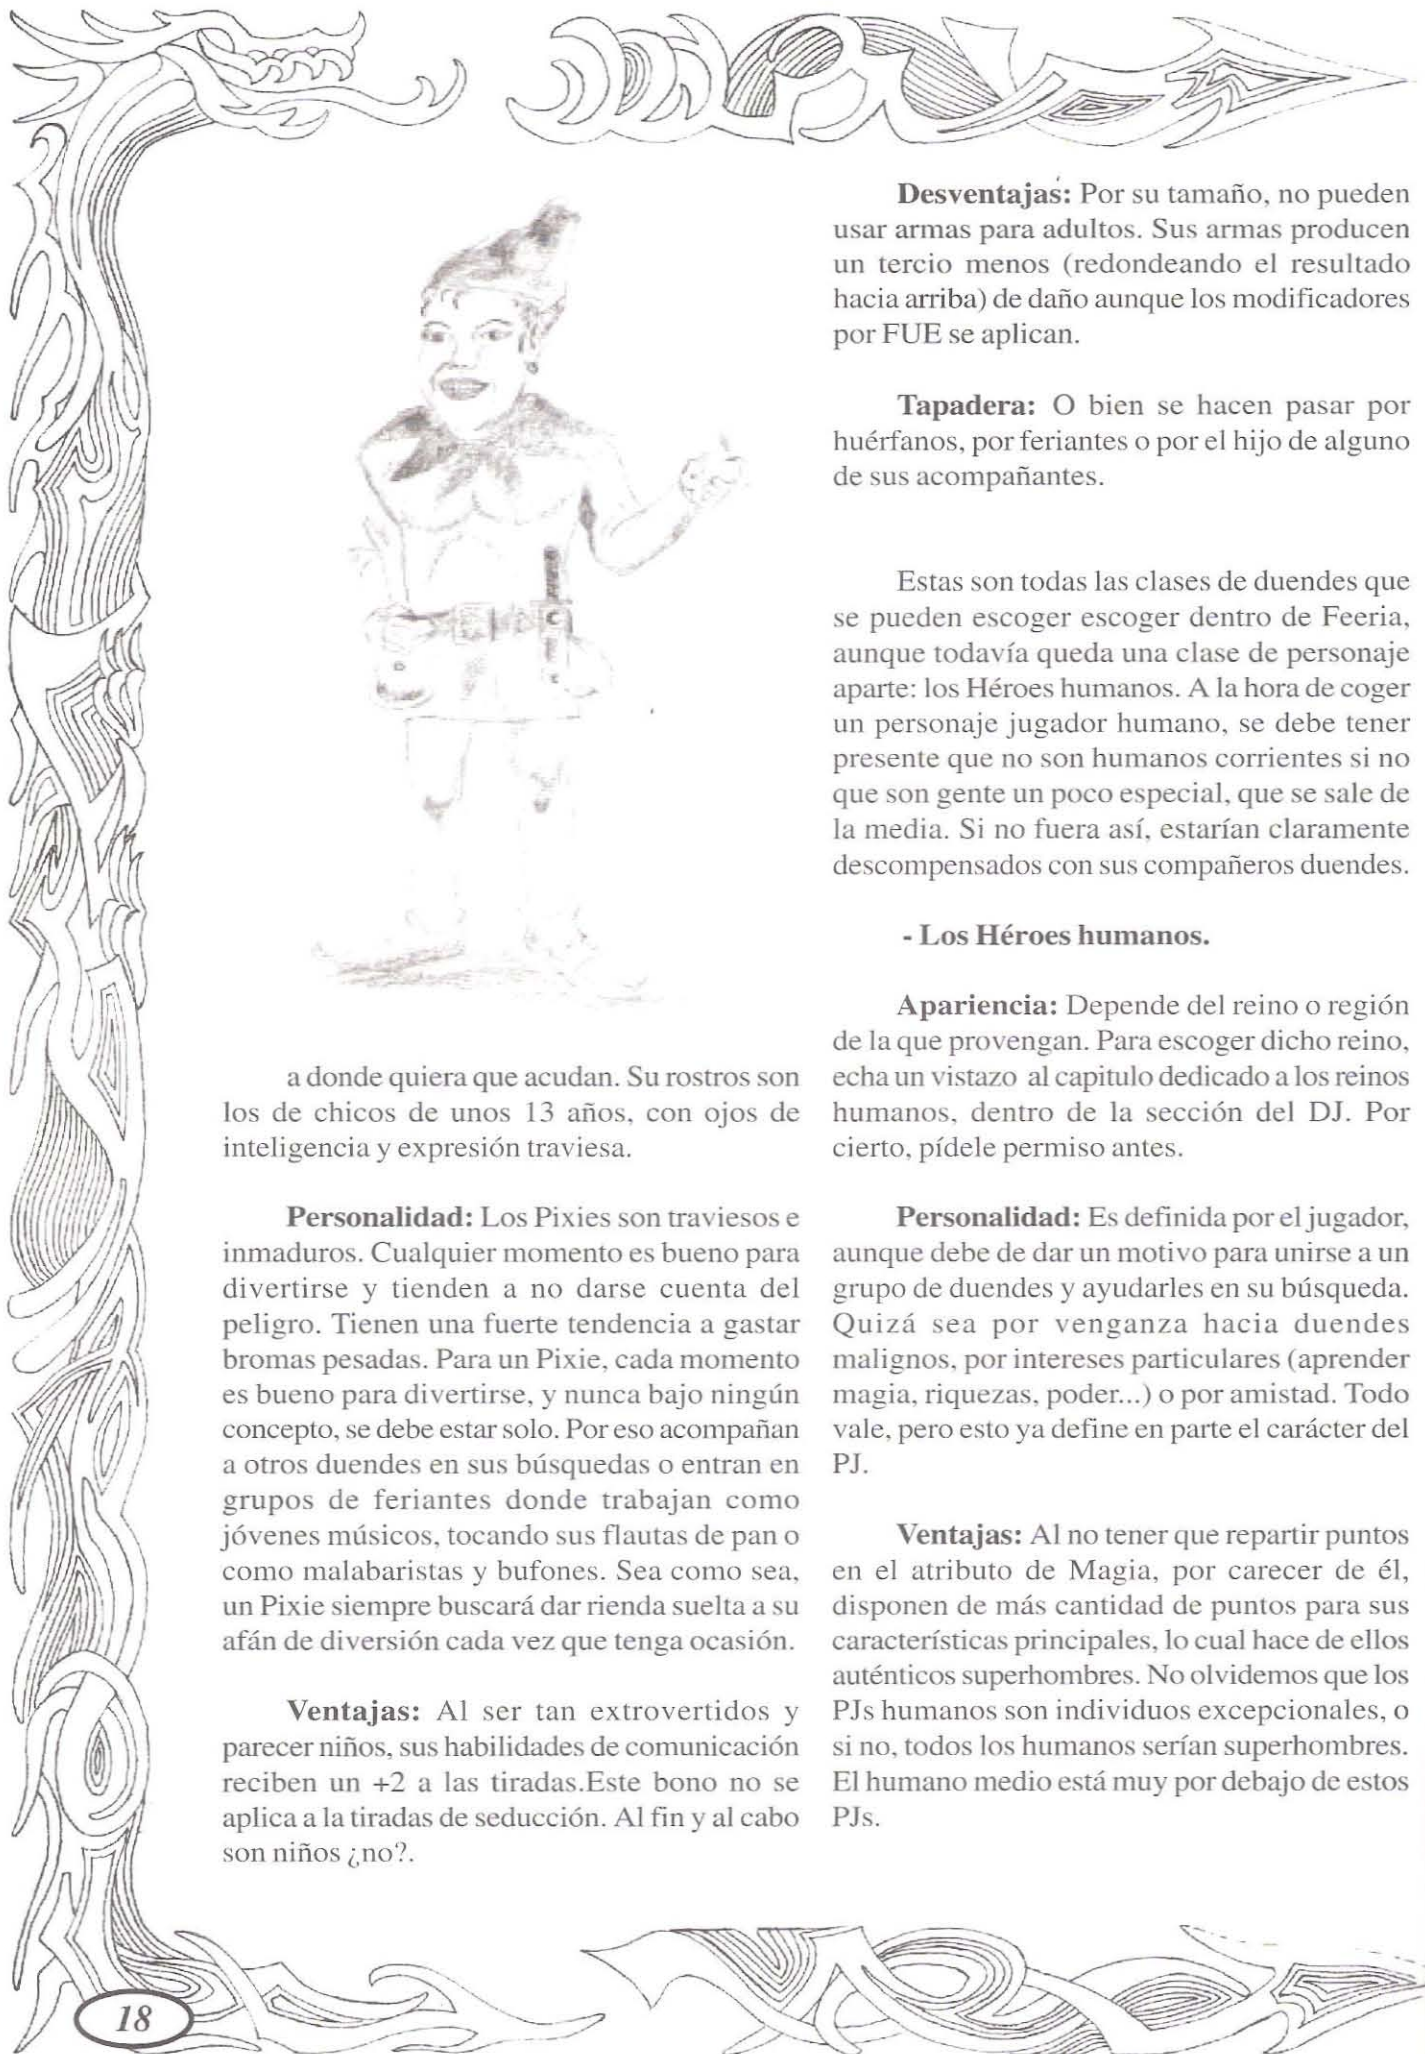 a donde quiera que acudan. Su rostros son
los de chicos de unos 13 años, con ojos de
inteligencia y expresión traviesa.
Personalidad: Los Pixies son traviesos e
inmaduros. Cualquier momento es bueno para
divertirse y tienden a no darse cuenta del
peligro. Tienen una fuerte tendencia a gastar
bromas pesadas. Para un Pixie, cada momento
es bueno para divertirse, y nunca bajo ningún
concepto, se debe estar solo. Por eso acompañan
a otros duendes en sus búsquedas o entran en
grupos de feriantes donde trabajan como
jóvenes músicos, tocando sus flautas de pan o
como malabaristas y bufones. Sea como sea,
un Pixie siempre buscará dar rienda suelta a su
afán de diversión cada vez que tenga ocasión.
Ventajas: Al ser tan extrovertidos y
parecer niños, sus habilidades de comunicación
reciben un +2 a las tiradas.Este bono no se
aplica a la tiradas de seducción. Al fin y al cabo
son niños ¿no?.
Desventajas: Por su tamaño, no pueden
usar armas para adultos. Sus armas producen
un tercio menos (redondeando el resultado
hacia arriba) de daño aunque los modificadores
por FUE se aplican.
Tapadera: O bien se hacen pasar por
huérfanos, por feriantes o por el hijo de alguno
de sus acompañantes.
Estas son todas las clases de duendes que
se pueden escoger escoger dentro de Feeria,
aunque todavía queda una clase de personaje
aparte: los Héroes humanos. A la hora de coger
un personaje jugador humano, se debe tener
presente que no son humanos corrientes si no
que son gente un poco especial, que se sale de
la media. Si no fuera así, estarían claramente
descompensados con sus compañeros duendes.
- Los Héroes humanos.
Apariencia: Depende del reino o región
de la que provengan. Para escoger dicho reino,
echa un vistazo al capitulo dedicado a los reinos
humanos, dentro de la sección del DJ. Por
cierto, pídele permiso antes.
Personalidad: Es definida por el jugador,
aunque debe de dar un motivo para unirse a un
grupo de duendes y ayudarles en su búsqueda.
Quizá sea por venganza hacia duendes
malignos, por intereses particulares (aprender
magia, riquezas, poder...) o por amistad. Todo
vale, pero esto ya define en parte el carácter del
PJ.
Ventajas: Al no tener que repartir puntos
en el atributo de Magia, por carecer de él,
disponen de más cantidad de puntos para sus
características principales, lo cual hace de ellos
auténticos superhombres. No olvidemos que los
PJs humanos son individuos excepcionales, o
si no, todos los humanos serían superhombres.
El humano medio está muy por debajo de estos
PJs.
18